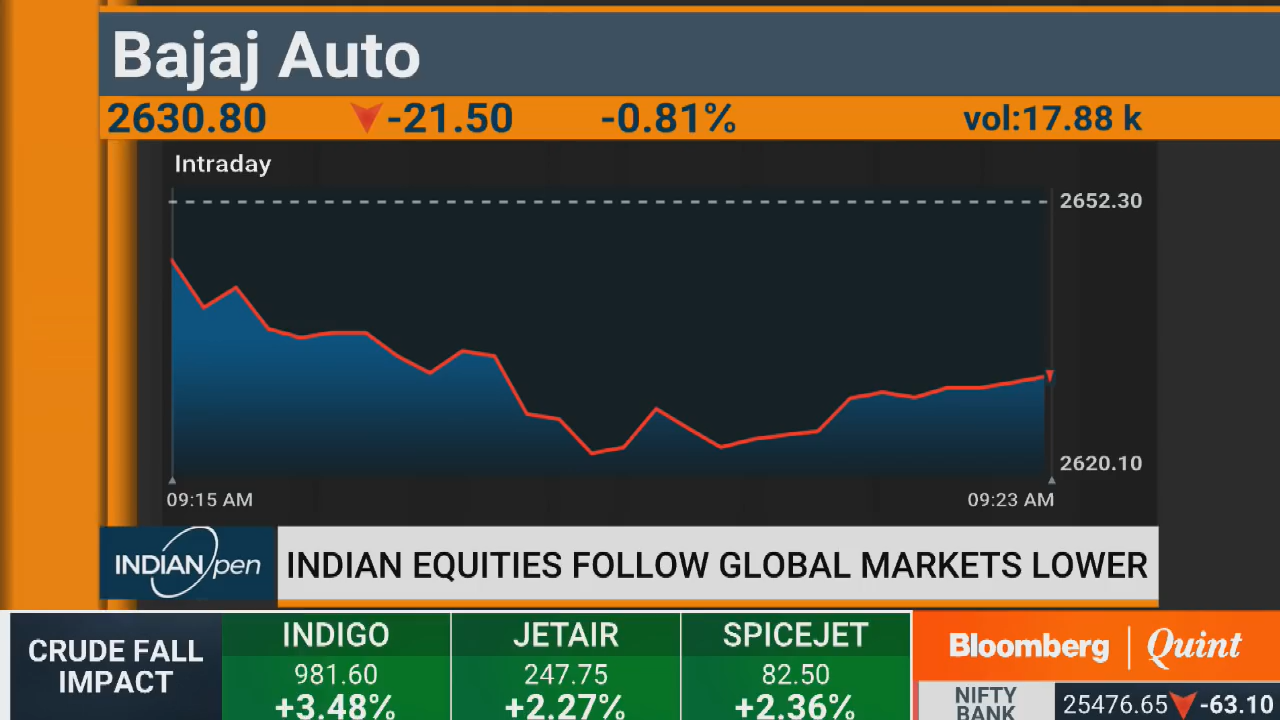 Bajaj Auto
2630.80 -21.50 -0.81% vol:17.88 k
Intraday
2652.30
2620.10
09:15 AM 09:23 AM
INDIAN Open
INDIAN EQUITIES FOLLOW GLOBAL MARKETS LOWER
CRUDE FALL
IMPACT
INDIGO
981.60
+3.48%
JETAIR
247.75
+2.27%
SPICEJET
82.50
+2.36%
Bloomberg | Quint
NIFTY
BANK
25476.65 -63.10